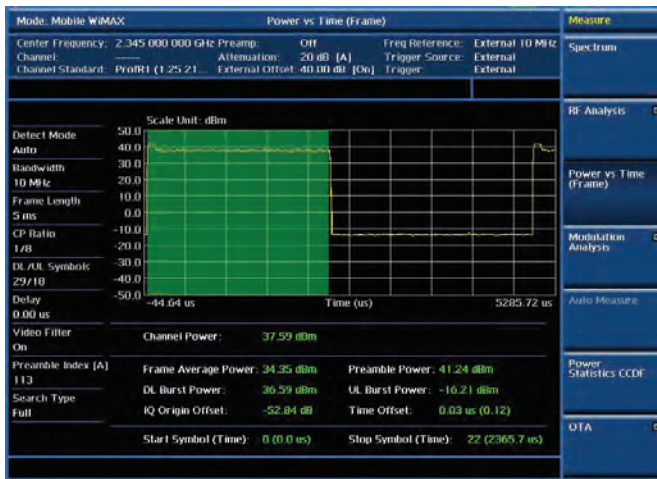 Mode: Mobile WiMAX
Power vs Time (Frame)
Measure
Center Frequency: 2.345 000 000 GHz Preamp: Off Freq Reference: External 10 MHz
Channel: ------ Attenuation: 20 dB [A] Trigger Source: External
Channel Standard: ProfR1 (1.25 21... External Offset: 40.00 dB [On] Trigger: External
Spectrum
RF Analysis
Power vs Time (Frame)
Modulation Analysis
Auto Measure
Power Statistics CCDF
OTA
Detect Mode
Auto
Bandwidth
10 MHz
Frame Length
5 ms
CP Ratio
1/8
DL/UL Symbols
29/18
Delay
0.00 us
Video Filter
On
Preamble Index [A]
113
Search Type
Full
Scale Unit: dBm
50.0
40.0
30.0
20.0
10.0
0.0
-10.0
-20.0
-30.0
-40.0
-50.0
-44.64 us Time (us) 5285.72 us
Channel Power: 37.59 dBm
Frame Average Power: 34.35 dBm Preamble Power: 41.24 dBm
DL Burst Power: 36.59 dBm UL Burst Power: -16.21 dBm
IQ Origin Offset: -52.84 dB Time Offset: 0.03 us (0.12)
Start Symbol (Time): 0 (0.0 us) Stop Symbol (Time): 22 (2365.7 us)